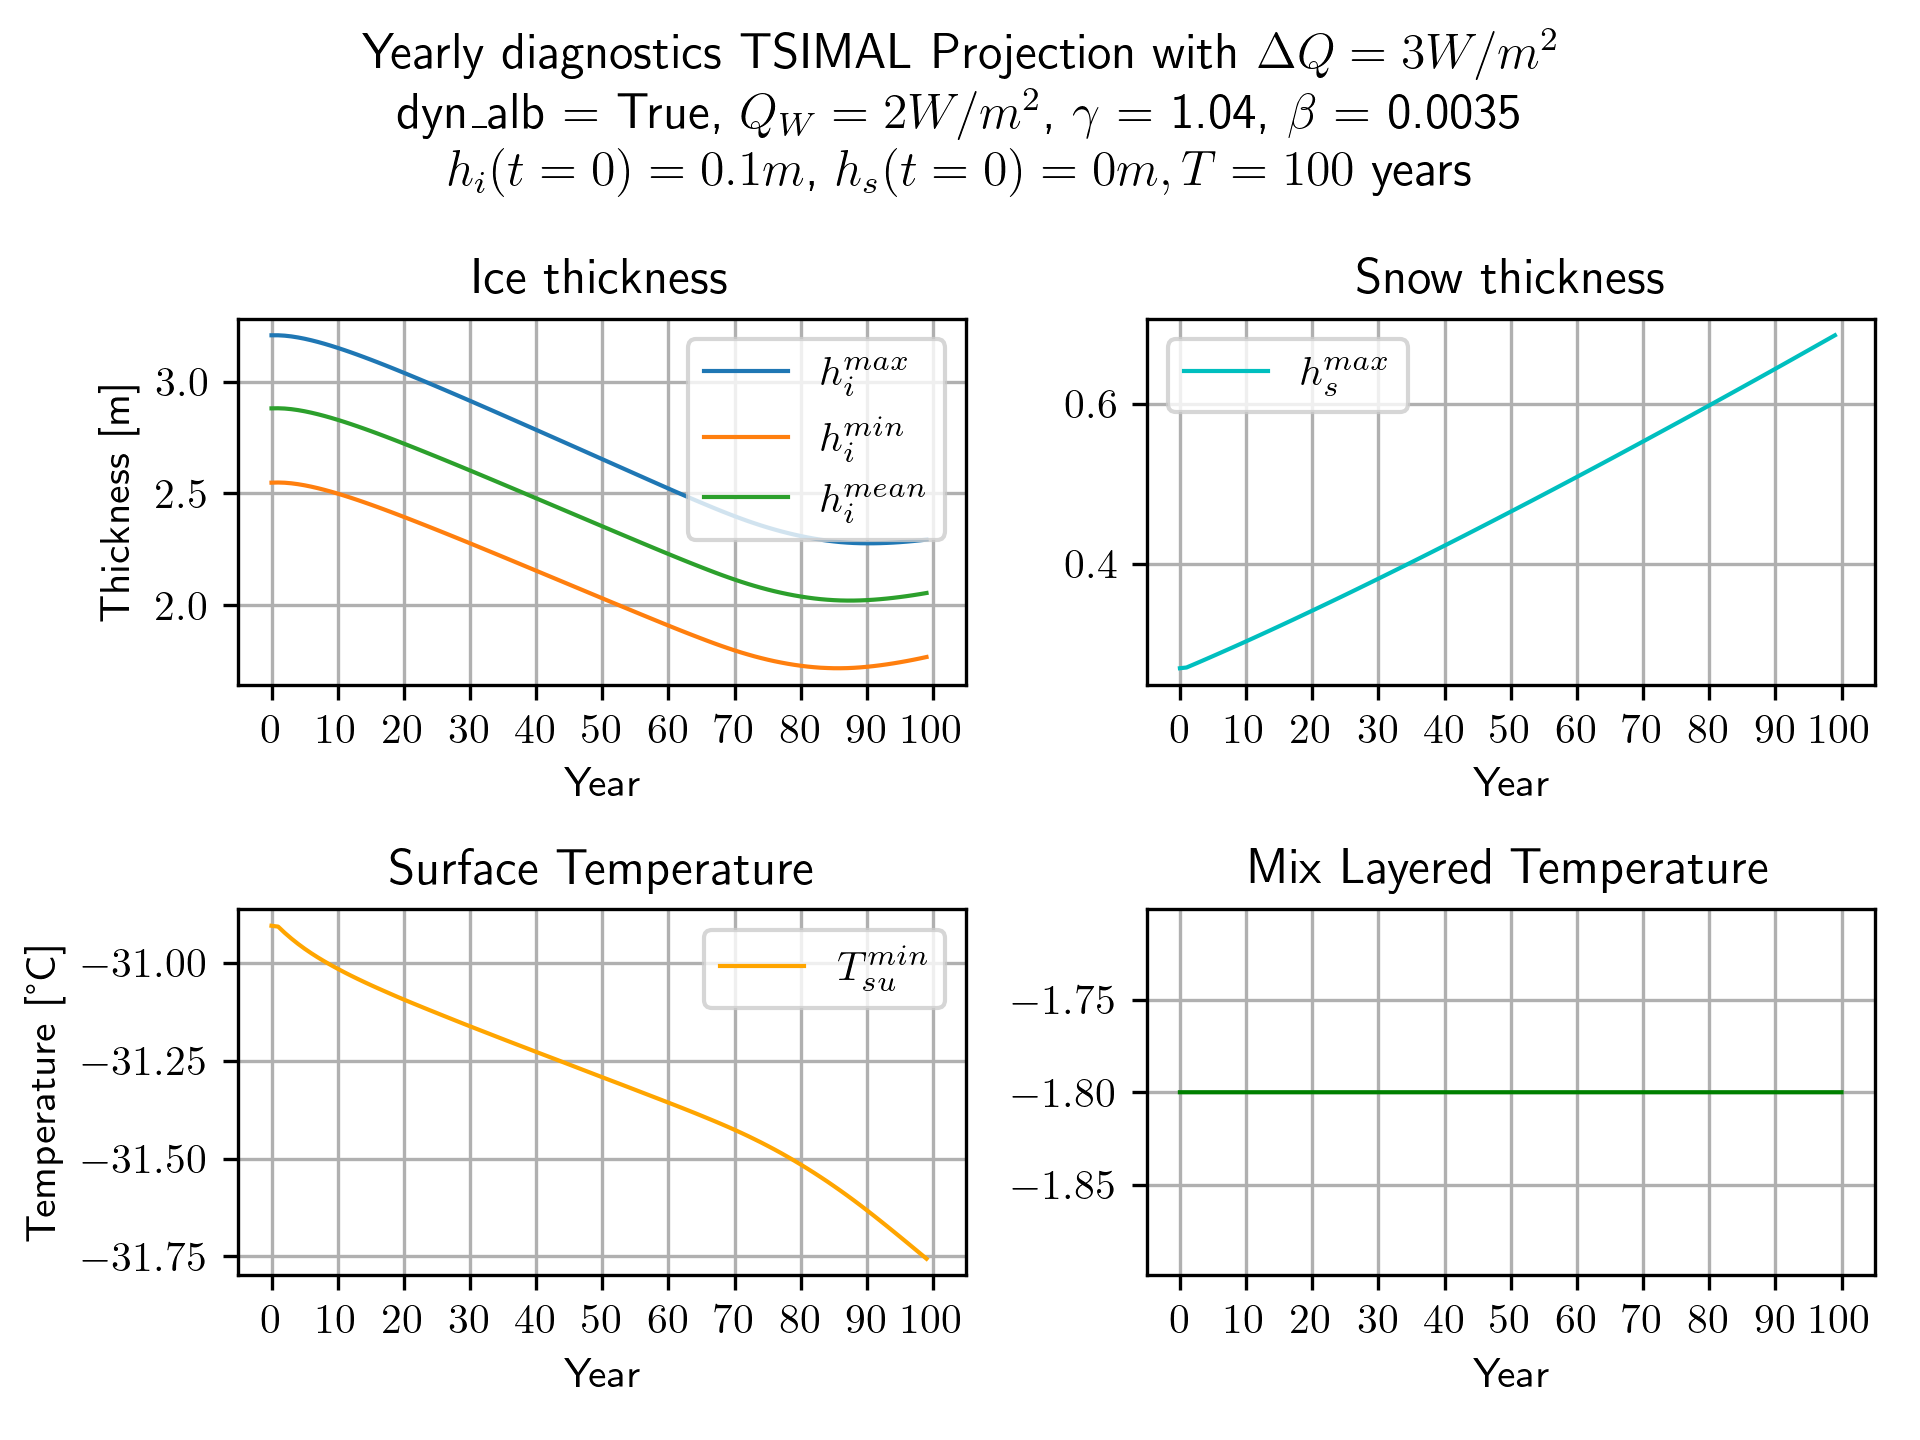 Yearly diagnostics TSIMAL Projection with ΔQ = 3W/m²
dyn_alb = True, Q_W = 2W/m², γ = 1.04, β = 0.0035
h_i(t = 0) = 0.1m, h_s(t = 0) = 0m, T = 100 years
Ice thickness
Thickness [m]
3.0
2.5
2.0
h_i^{max}
h_i^{min}
h_i^{mean}
0 10 20 30 40 50 60 70 80 90 100
Year
Snow thickness
h_s^{max}
0.6
0.4
0 10 20 30 40 50 60 70 80 90 100
Year
Surface Temperature
Temperature [°C]
−31.00
−31.25
−31.50
−31.75
T_{su}^{min}
0 10 20 30 40 50 60 70 80 90 100
Year
Mix Layered Temperature
−1.75
−1.80
−1.85
0 10 20 30 40 50 60 70 80 90 100
Year